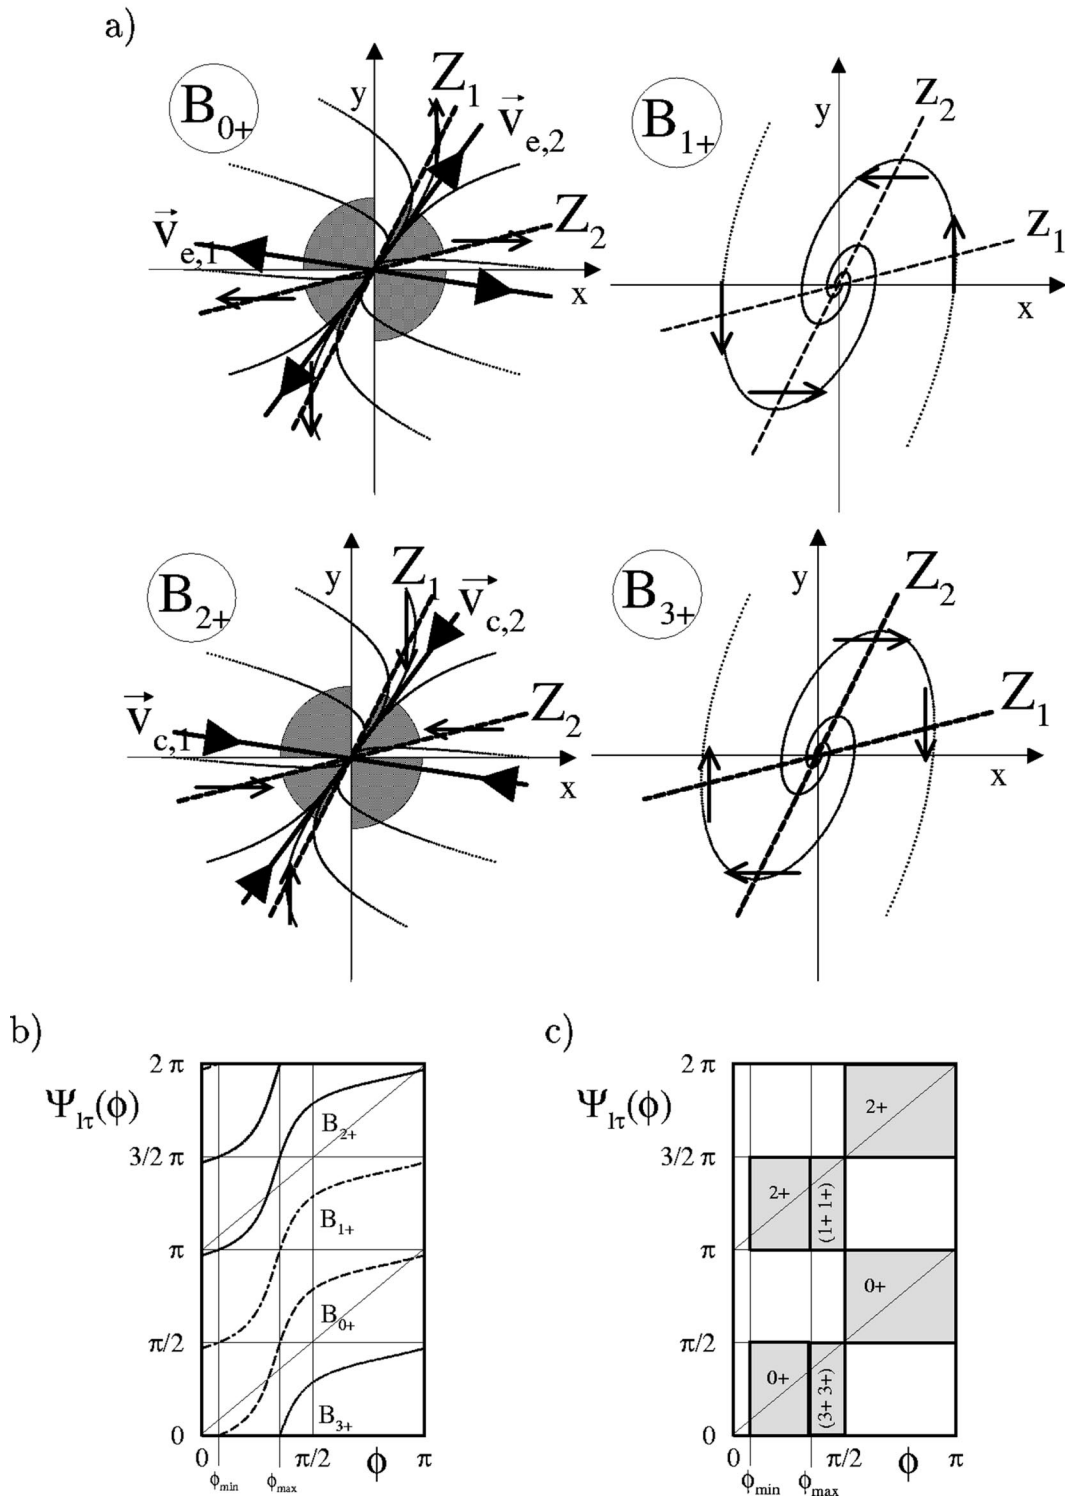 a)
B0+
y
Z1
v⃗e,2
v⃗e,1
Z2
x
B1+
y
Z2
Z1
x
B2+
y
Z1
v⃗c,2
v⃗c,1
Z2
x
B3+
y
Z2
Z1
x
b)
Ψlτ(ϕ)
2 π
3/2 π
π
π/2
0
B2+
B1+
B0+
B3+
0 π/2 ϕ π
ϕmin ϕmax
c)
Ψlτ(ϕ)
2 π
3/2 π
π
π/2
0
2+
2+
(1+ 1+)
0+
0+
(3+ 3+)
0 π/2 ϕ π
ϕmin ϕmax